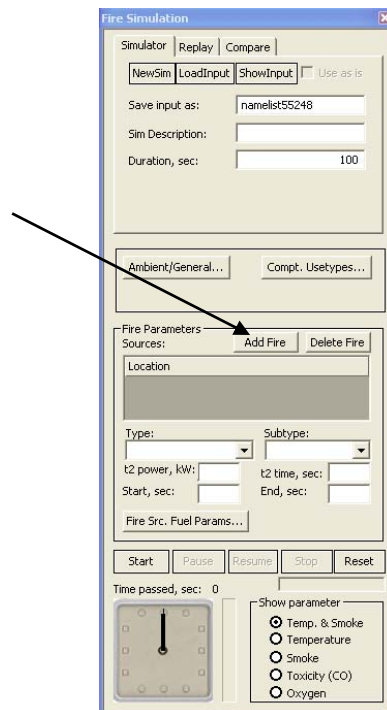 Fire Simulation
Simulator Replay Compare
NewSim LoadInput ShowInput Use as is
Save input as: namelist55248
Sim Description:
Duration, sec: 100
Ambient/General... Compt. Usetypes...
Fire Parameters
Sources: Add Fire Delete Fire
Location
Type: Subtype:
t2 power, kW: t2 time, sec:
Start, sec: End, sec:
Fire Src. Fuel Params...
Start Pause Resume Stop Reset
Time passed, sec: 0
Show parameter
Temp. & Smoke
Temperature
Smoke
Toxicity (CO)
Oxygen